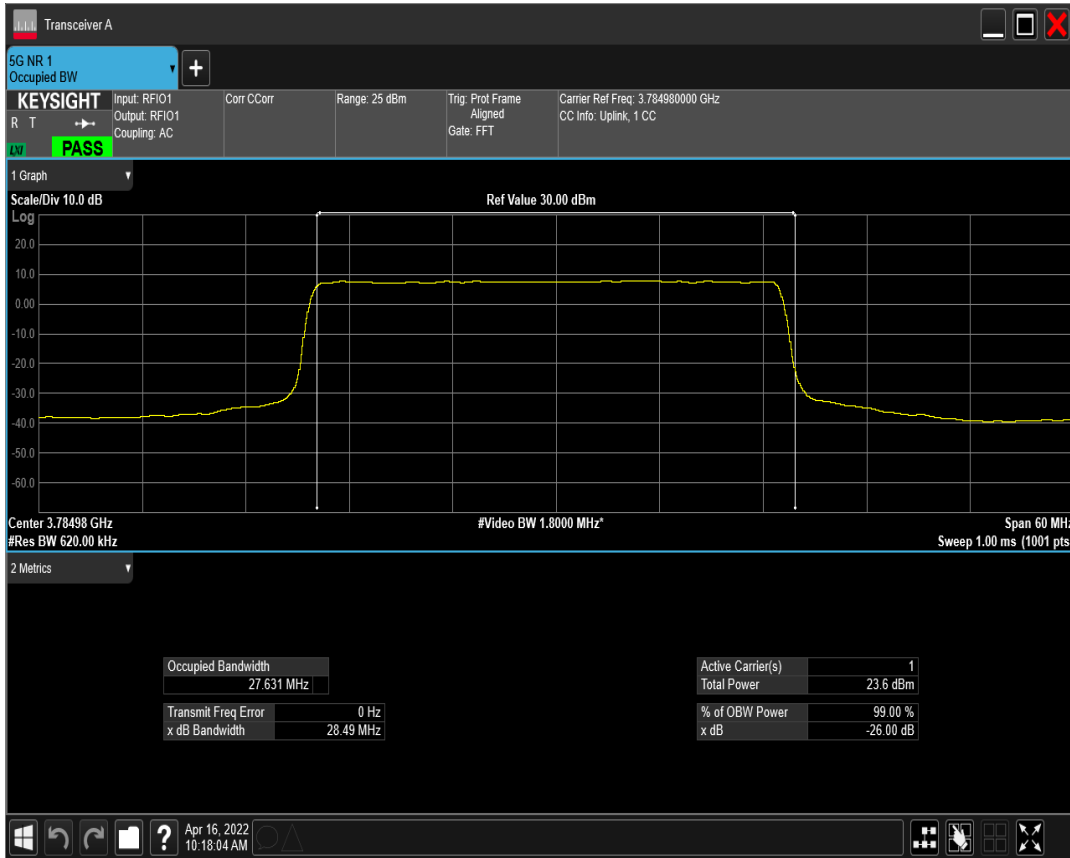 Transceiver A
5G NR 1
Occupied BW
KEYSIGHT
R T
LXI
PASS
Input: RFIO1
Output: RFIO1
Coupling: AC
Corr CCorr
Range: 25 dBm
Trig: Prot Frame
Aligned
Gate: FFT
Carrier Ref Freq: 3.784980000 GHz
CC Info: Uplink, 1 CC
1 Graph
Scale/Div 10.0 dB
Ref Value 30.00 dBm
Log
20.0
10.0
0.00
-10.0
-20.0
-30.0
-40.0
-50.0
-60.0
Center 3.78498 GHz
#Video BW 1.8000 MHz*
Span 60 MHz
#Res BW 620.00 kHz
Sweep 1.00 ms (1001 pts
2 Metrics
Occupied Bandwidth
27.631 MHz
Transmit Freq Error 0 Hz
x dB Bandwidth 28.49 MHz
Active Carrier(s) 1
Total Power 23.6 dBm
% of OBW Power 99.00 %
x dB -26.00 dB
?
Apr 16, 2022
10:18:04 AM